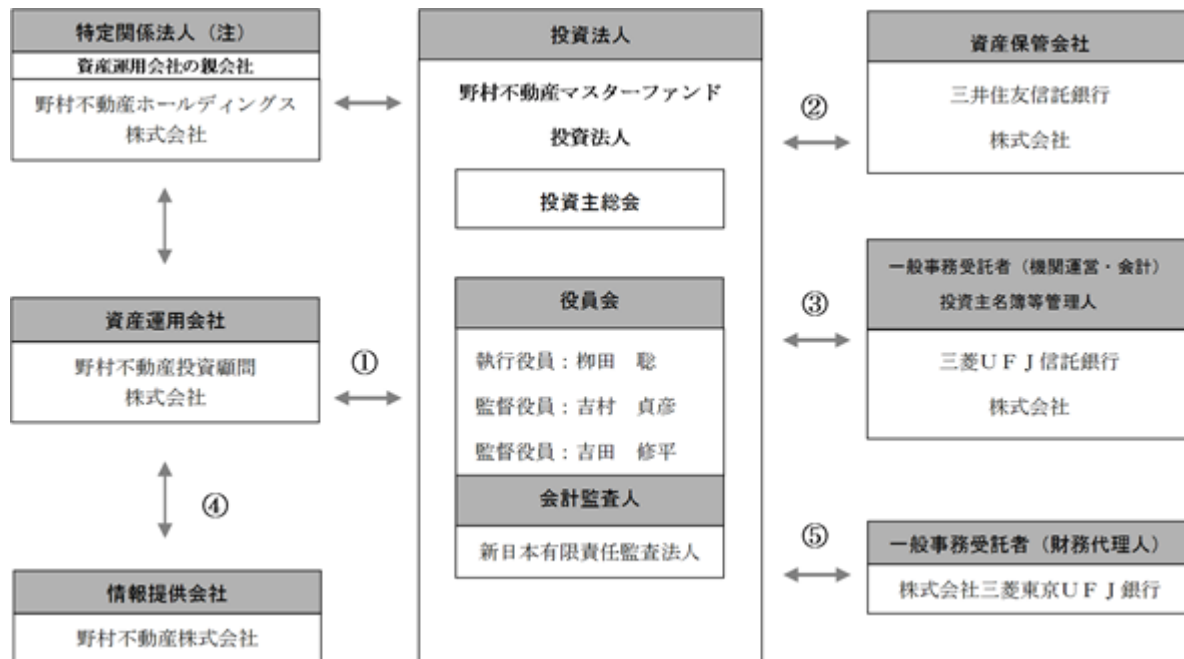 特定関係法人（注）
資産運用会社の親会社
野村不動産ホールディングス
株式会社
資産運用会社
野村不動産投資顧問
株式会社
①
④
情報提供会社
野村不動産株式会社
投資法人
野村不動産マスターファンド
投資法人
投資主総会
役員会
執行役員：柳田　聡
監督役員：吉村　貞彦
監督役員：吉田　修平
会計監査人
新日本有限責任監査法人
②
資産保管会社
三井住友信託銀行
株式会社
③
一般事務受託者（機関運営・会計）
投資主名簿等管理人
三菱ＵＦＪ信託銀行
株式会社
⑤
一般事務受託者（財務代理人）
株式会社三菱東京ＵＦＪ銀行